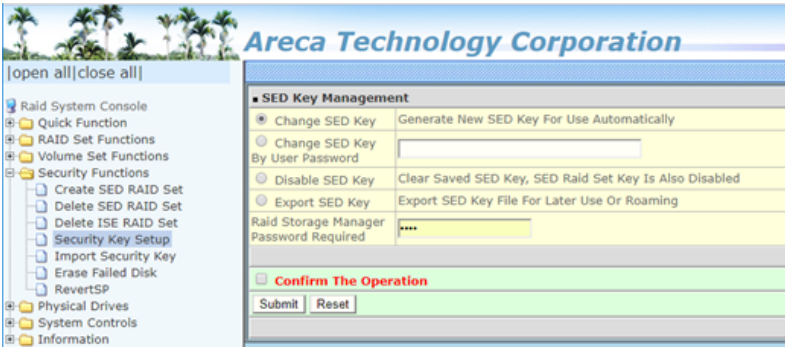 Areca Technology Corporation
|open all|close all|
Raid System Console
Quick Function
RAID Set Functions
Volume Set Functions
Security Functions
Create SED RAID Set
Delete SED RAID Set
Delete ISE RAID Set
Security Key Setup
Import Security Key
Erase Failed Disk
RevertSP
Physical Drives
System Controls
Information
SED Key Management
Change SED Key Generate New SED Key For Use Automatically
Change SED Key
By User Password
Disable SED Key Clear Saved SED Key, SED Raid Set Key Is Also Disabled
Export SED Key Export SED Key File For Later Use Or Roaming
Raid Storage Manager
Password Required ••••
Confirm The Operation
Submit Reset